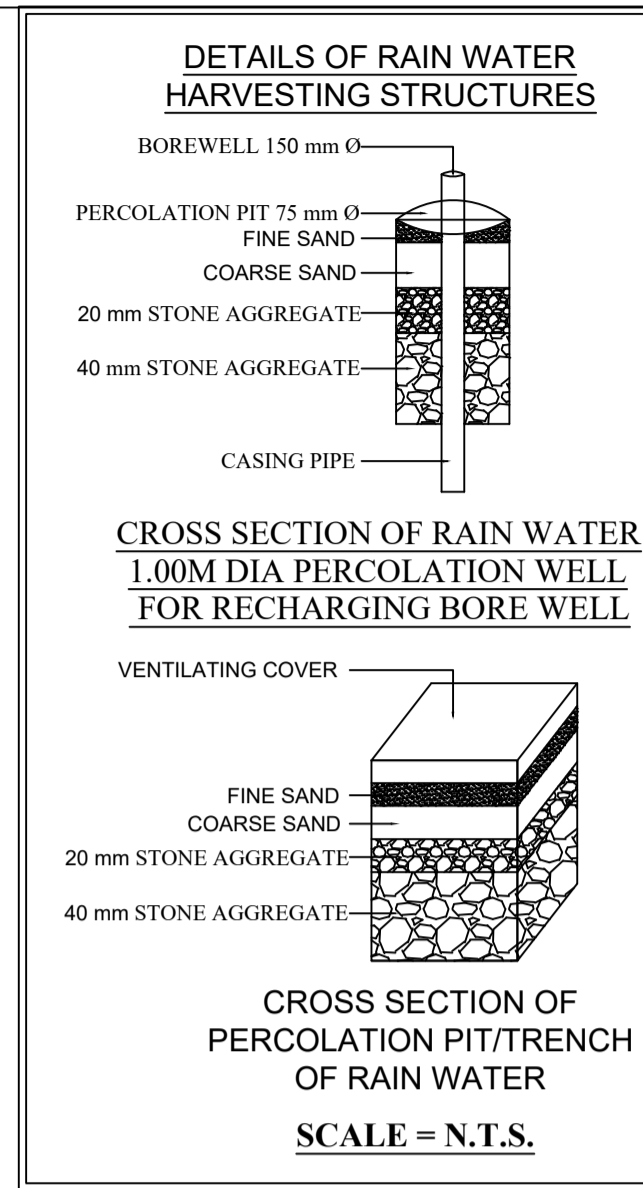 DETAILS OF RAIN WATER
HARVESTING STRUCTURES
BOREWELL 150 mm Ø
PERCOLATION PIT 75 mm Ø
FINE SAND
COARSE SAND
20 mm STONE AGGREGATE
40 mm STONE AGGREGATE
CASING PIPE
CROSS SECTION OF RAIN WATER
1.00M DIA PERCOLATION WELL
FOR RECHARGING BORE WELL
VENTILATING COVER
FINE SAND
COARSE SAND
20 mm STONE AGGREGATE
40 mm STONE AGGREGATE
CROSS SECTION OF
PERCOLATION PIT/TRENCH
OF RAIN WATER
SCALE = N.T.S.